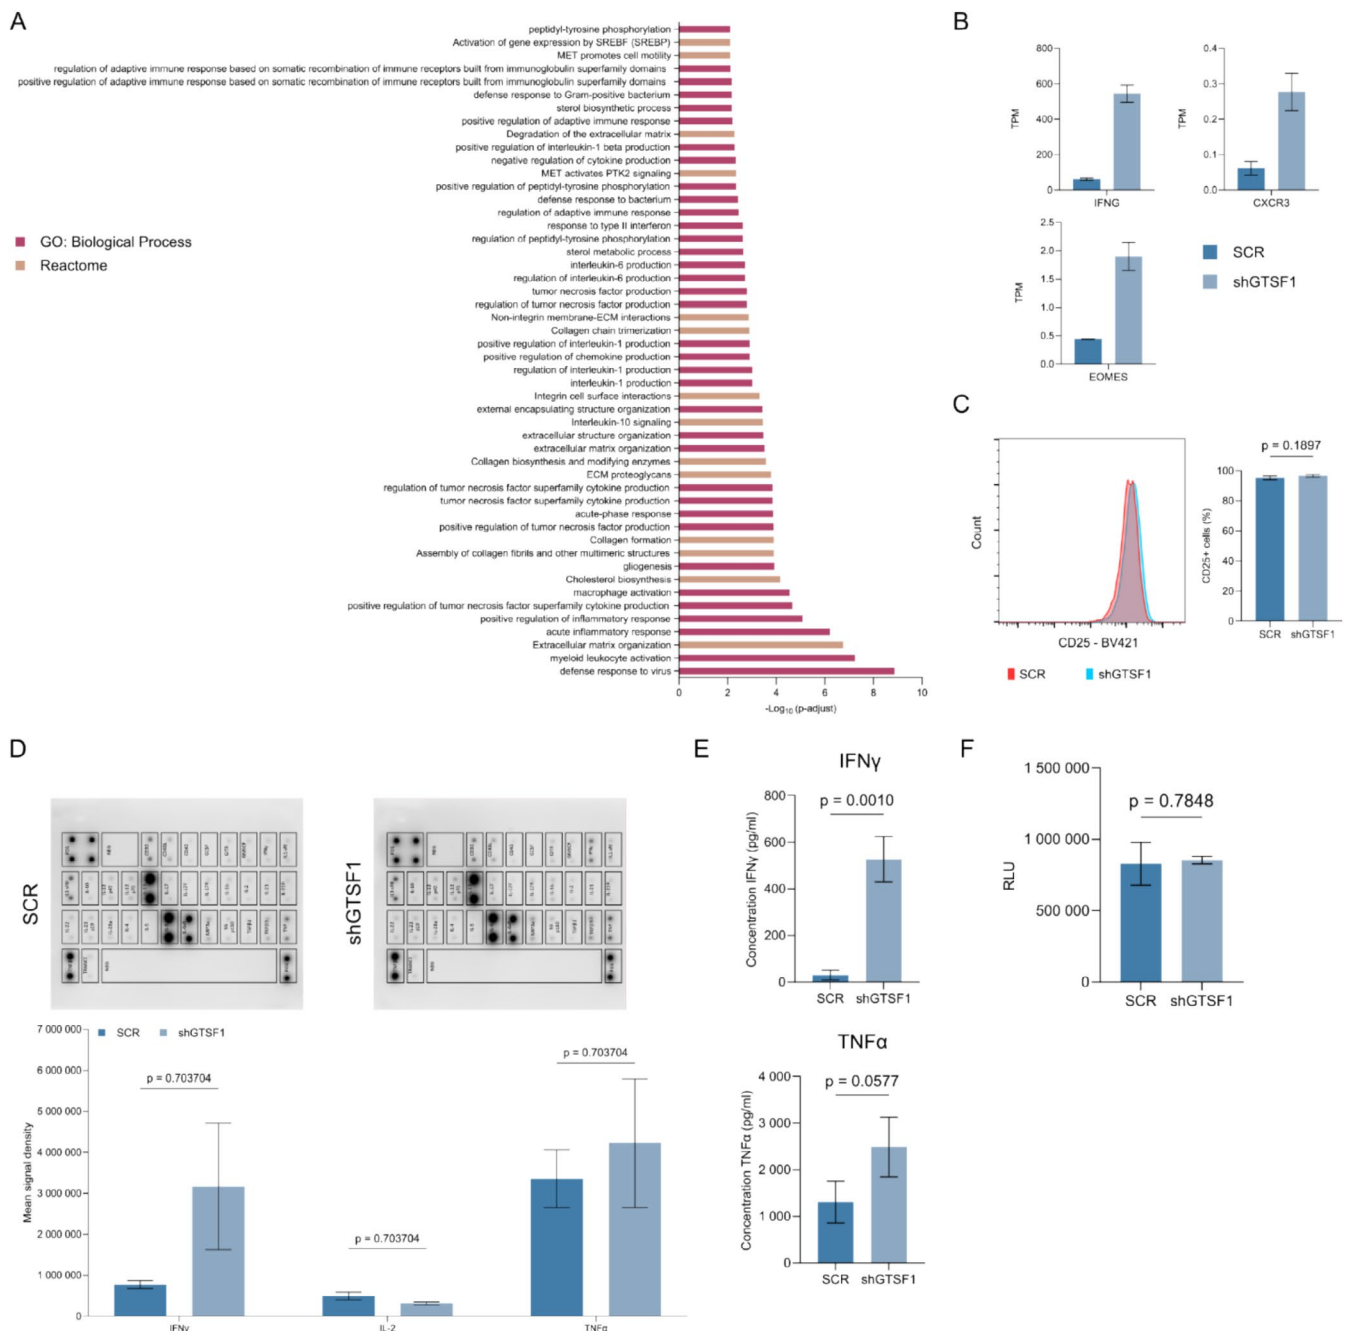 A
peptidyl-tyrosine phosphorylation
Activation of gene expression by SREBF (SREBP)
MET promotes cell motility
regulation of adaptive immune response based on somatic recombination of immune receptors built from immunoglobulin superfamily domains
positive regulation of adaptive immune response based on somatic recombination of immune receptors built from immunoglobulin superfamily domains
defense response to Gram-positive bacterium
sterol biosynthetic process
positive regulation of adaptive immune response
Degradation of the extracellular matrix
positive regulation of interleukin-1 beta production
negative regulation of cytokine production
MET activates PTK2 signaling
positive regulation of peptidyl-tyrosine phosphorylation
defense response to bacterium
regulation of adaptive immune response
response to type II interferon
regulation of peptidyl-tyrosine phosphorylation
sterol metabolic process
interleukin-6 production
regulation of interleukin-6 production
tumor necrosis factor production
regulation of tumor necrosis factor production
Non-integrin membrane-ECM interactions
Collagen chain trimerization
positive regulation of interleukin-1 production
positive regulation of chemokine production
regulation of interleukin-1 production
interleukin-1 production
Integrin cell surface interactions
external encapsulating structure organization
Interleukin-10 signaling
extracellular structure organization
extracellular matrix organization
Collagen biosynthesis and modifying enzymes
ECM proteoglycans
regulation of tumor necrosis factor superfamily cytokine production
tumor necrosis factor superfamily cytokine production
acute-phase response
positive regulation of tumor necrosis factor production
Collagen formation
Assembly of collagen fibrils and other multimeric structures
gliogenesis
Cholesterol biosynthesis
macrophage activation
positive regulation of tumor necrosis factor superfamily cytokine production
positive regulation of inflammatory response
acute inflammatory response
Extracellular matrix organization
myeloid leukocyte activation
defense response to virus
0 2 4 6 8 10
-Log10 (p-adjust)
GO: Biological Process
Reactome
B
TPM
800
600
400
200
0
IFNG
TPM
0.4
0.3
0.2
0.1
0.0
CXCR3
TPM
2.5
2.0
1.5
1.0
0.5
0.0
EOMES
SCR
shGTSF1
C
Count
CD25 - BV421
SCR shGTSF1
p = 0.1897
CD25+ cells (%)
100
80
60
40
20
0
SCR shGTSF1
D
SCR
shGTSF1
SCR shGTSF1
Mean signal density
7 000 000
6 000 000
5 000 000
4 000 000
3 000 000
2 000 000
1 000 000
0
p = 0.703704
p = 0.703704
p = 0.703704
IFNγ IL-2 TNFα
E
IFNγ
p = 0.0010
Concentration IFNγ (pg/ml)
800
600
400
200
0
SCR shGTSF1
TNFα
p = 0.0577
Concentration TNFα (pg/ml)
4 000
3 000
2 000
1 000
0
SCR shGTSF1
F
RLU
1 500 000
1 000 000
500 000
0
p = 0.7848
SCR shGTSF1